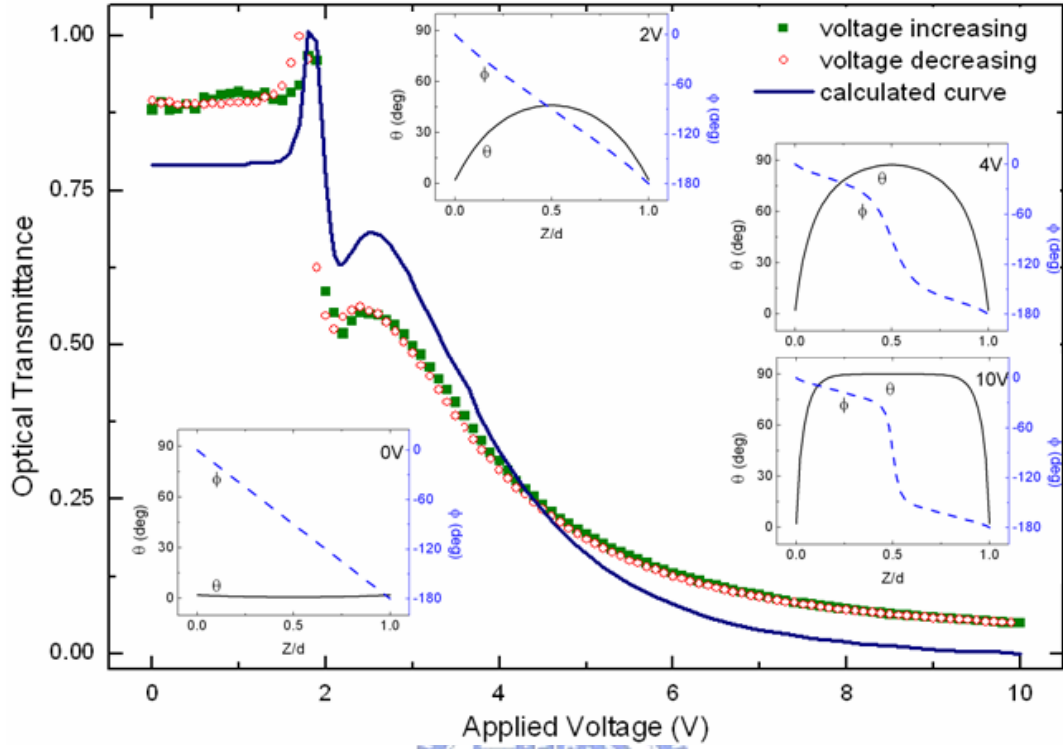 voltage increasing
voltage decreasing
calculated curve
Optical Transmittance
1.00
0.75
0.50
0.25
0.00
0 2 4 6 8 10
Applied Voltage (V)
2V
θ (deg)
90
60
30
0
ϕ
θ
0
-60
-120
-180
ϕ (deg)
0.0 0.5 1.0
Z/d
4V
θ (deg)
90
60
30
0
θ
ϕ
0
-60
-120
-180
ϕ (deg)
0.0 0.5 1.0
10V
θ (deg)
90
60
30
0
θ
ϕ
0
-60
-120
-180
ϕ (deg)
0.0 0.5 1.0
Z/d
0V
θ (deg)
90
60
30
0
ϕ
θ
0
-60
-120
-180
ϕ (deg)
0.0 0.5 1.0
Z/d